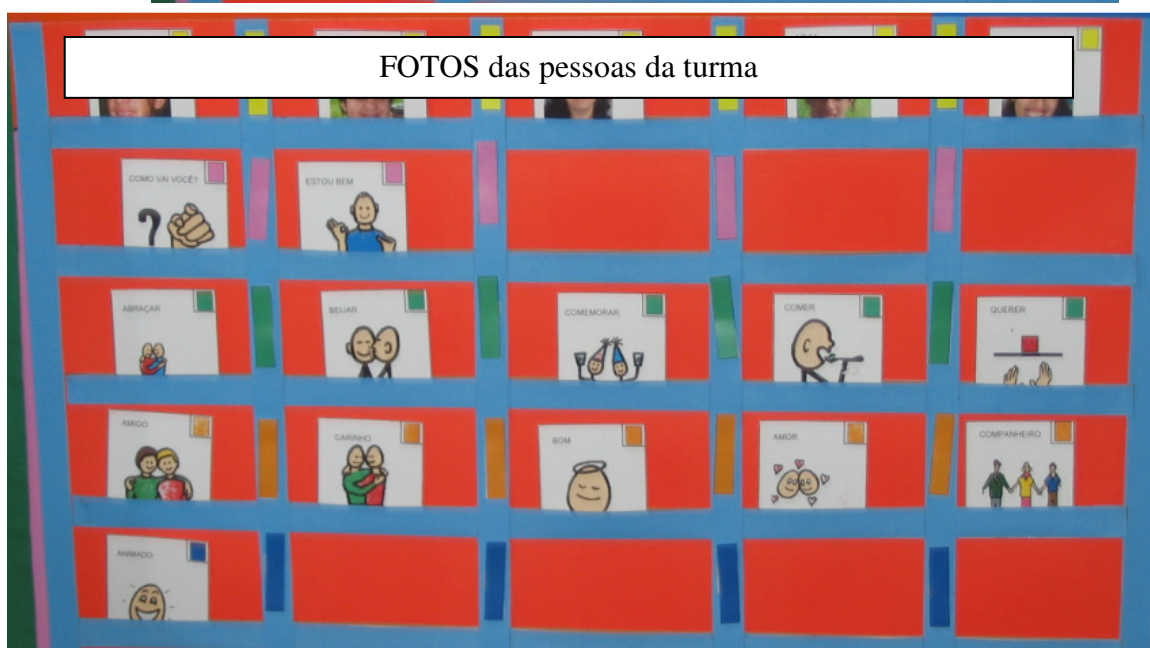 FOTOS das pessoas da turma
COMO VAI VOCÊ?
ESTOU BEM
ABRAÇAR
BEIJAR
COMEMORAR
COMER
QUERER
AMIGO
CARINHO
BOM
AMOR
COMPANHEIRO
ANIMADO